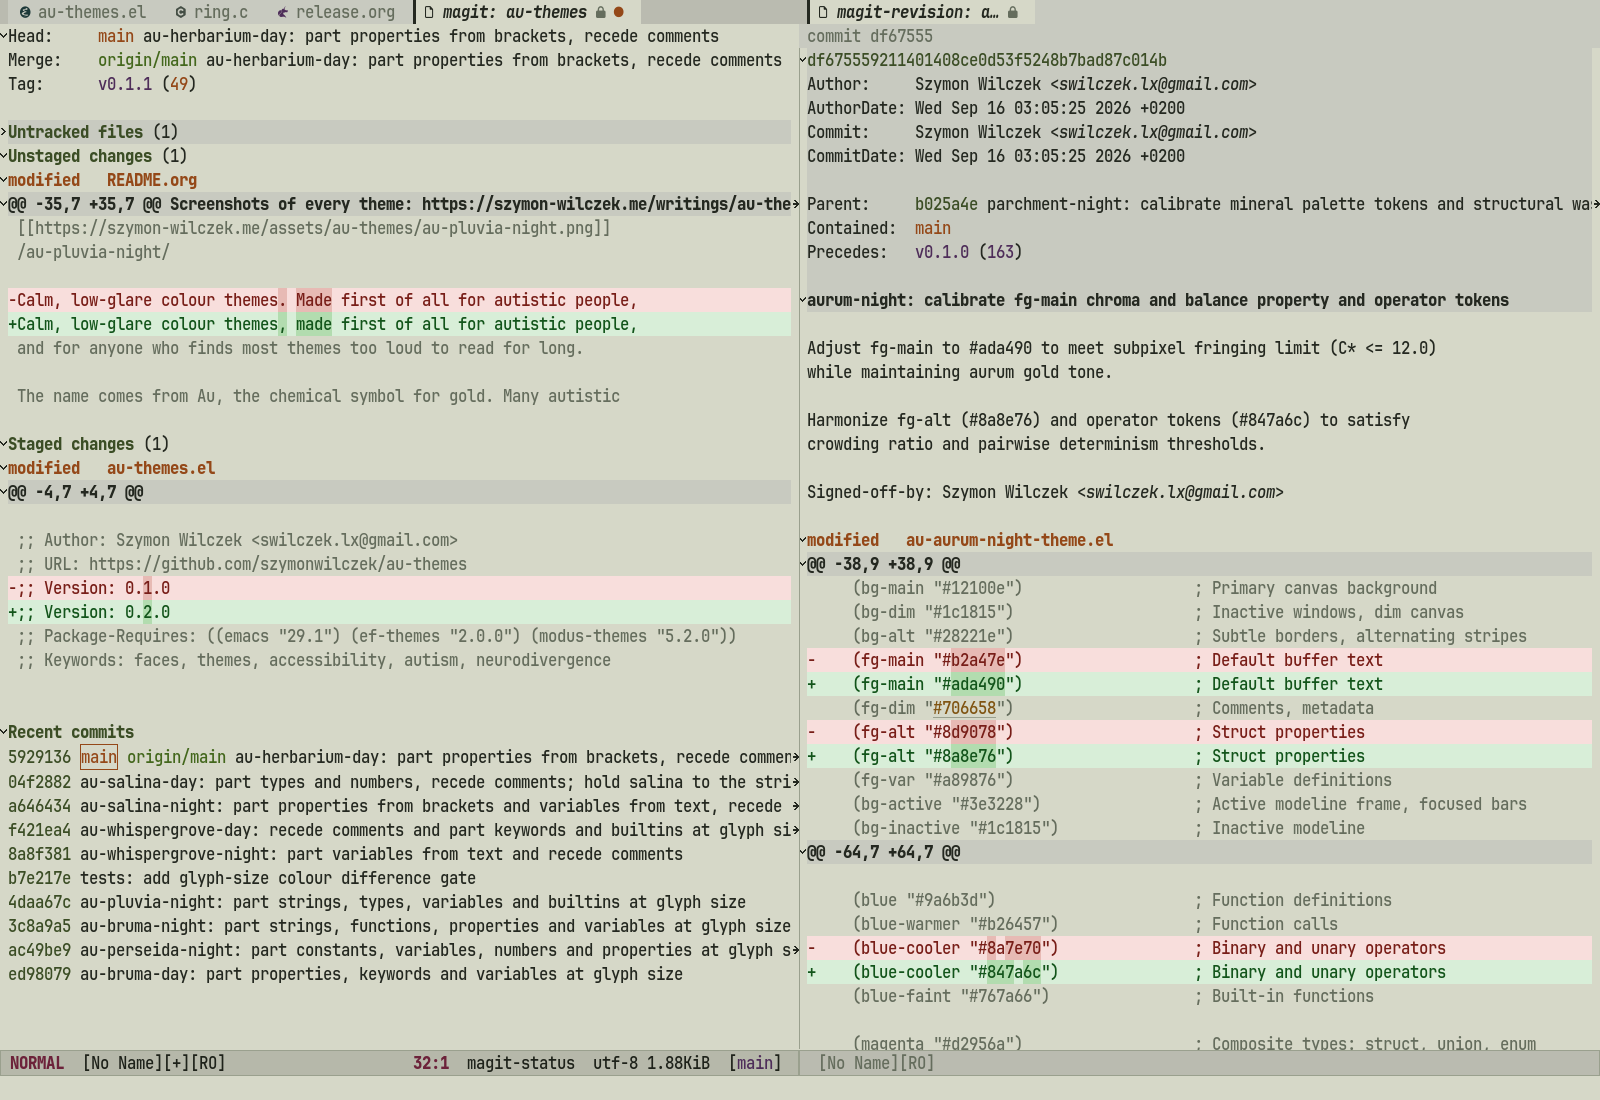 au-themes.el ring.c release.org magit: au-themes
Head:     main au-herbarium-day: part properties from brackets, recede comments
Merge:    origin/main au-herbarium-day: part properties from brackets, recede comments
Tag:      v0.1.1 (49)
Untracked files (1)
Unstaged changes (1)
modified   README.org
@@ -35,7 +35,7 @@ Screenshots of every theme: https://szymon-wilczek.me/writings/au-the
[[https://szymon-wilczek.me/assets/au-themes/au-pluvia-night.png]]
/au-pluvia-night/
-Calm, low-glare colour themes. Made first of all for autistic people,
+Calm, low-glare colour themes, made first of all for autistic people,
and for anyone who finds most themes too loud to read for long.
The name comes from Au, the chemical symbol for gold. Many autistic
Staged changes (1)
modified   au-themes.el
@@ -4,7 +4,7 @@
;; Author: Szymon Wilczek <swilczek.lx@gmail.com>
;; URL: https://github.com/szymonwilczek/au-themes
-;; Version: 0.1.0
+;; Version: 0.2.0
;; Package-Requires: ((emacs "29.1") (ef-themes "2.0.0") (modus-themes "5.2.0"))
;; Keywords: faces, themes, accessibility, autism, neurodivergence
Recent commits
5929136 main origin/main au-herbarium-day: part properties from brackets, recede commen
04f2882 au-salina-day: part types and numbers, recede comments; hold salina to the stri
a646434 au-salina-night: part properties from brackets and variables from text, recede
f421ea4 au-whispergrove-day: recede comments and part keywords and builtins at glyph si
8a8f381 au-whispergrove-night: part variables from text and recede comments
b7e217e tests: add glyph-size colour difference gate
4daa67c au-pluvia-night: part strings, types, variables and builtins at glyph size
3c8a9a5 au-bruma-night: part strings, functions, properties and variables at glyph size
ac49be9 au-perseida-night: part constants, variables, numbers and properties at glyph s
ed98079 au-bruma-day: part properties, keywords and variables at glyph size
NORMAL  [No Name][+][RO] 32:1  magit-status  utf-8 1.88KiB  [main]
magit-revision: a…
commit df67555
df675559211401408ce0d53f5248b7bad87c014b
Author:     Szymon Wilczek <swilczek.lx@gmail.com>
AuthorDate: Wed Sep 16 03:05:25 2026 +0200
Commit:     Szymon Wilczek <swilczek.lx@gmail.com>
CommitDate: Wed Sep 16 03:05:25 2026 +0200
Parent:     b025a4e parchment-night: calibrate mineral palette tokens and structural wa
Contained:  main
Precedes:   v0.1.0 (163)
aurum-night: calibrate fg-main chroma and balance property and operator tokens
Adjust fg-main to #ada490 to meet subpixel fringing limit (C* <= 12.0)
while maintaining aurum gold tone.
Harmonize fg-alt (#8a8e76) and operator tokens (#847a6c) to satisfy
crowding ratio and pairwise determinism thresholds.
Signed-off-by: Szymon Wilczek <swilczek.lx@gmail.com>
modified   au-aurum-night-theme.el
@@ -38,9 +38,9 @@
(bg-main "#12100e") ; Primary canvas background
(bg-dim "#1c1815") ; Inactive windows, dim canvas
(bg-alt "#28221e") ; Subtle borders, alternating stripes
-    (fg-main "#b2a47e") ; Default buffer text
+    (fg-main "#ada490") ; Default buffer text
(fg-dim "#706658") ; Comments, metadata
-    (fg-alt "#8d9078") ; Struct properties
+    (fg-alt "#8a8e76") ; Struct properties
(fg-var "#a89876") ; Variable definitions
(bg-active "#3e3228") ; Active modeline frame, focused bars
(bg-inactive "#1c1815") ; Inactive modeline
@@ -64,7 +64,7 @@
(blue "#9a6b3d") ; Function definitions
(blue-warmer "#b26457") ; Function calls
-    (blue-cooler "#8a7e70") ; Binary and unary operators
+    (blue-cooler "#847a6c") ; Binary and unary operators
(blue-faint "#767a66") ; Built-in functions
(magenta "#d2956a") ; Composite types: struct, union, enum
[No Name][RO]